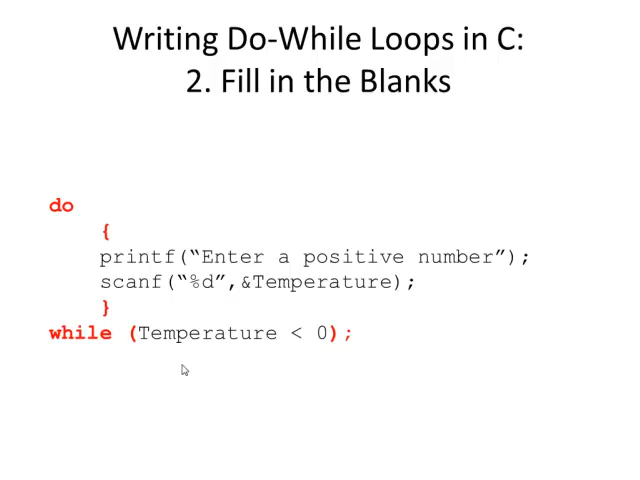 Writing Do-While Loops in C:
2. Fill in the Blanks
do
{
printf(“Enter a positive number”);
scanf(“%d”,&Temperature);
}
while (Temperature < 0);